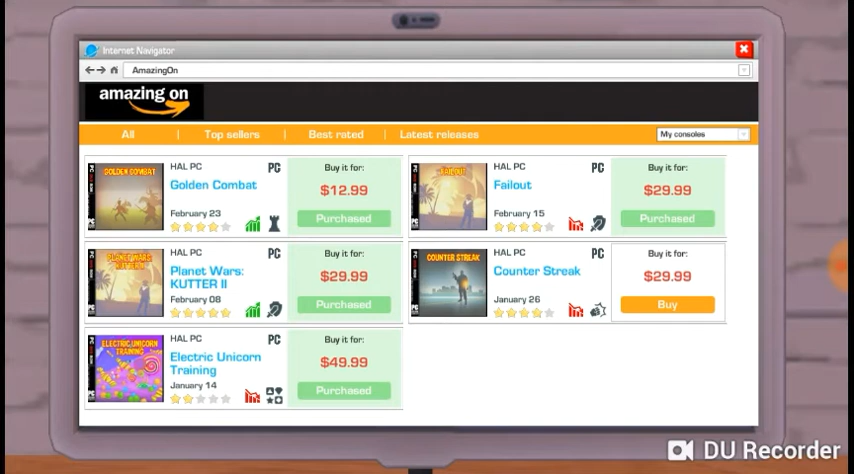 Internet Navigator
AmazingOn
amazing on
All | Top sellers | Best rated | Latest releases
My consoles
GOLDEN COMBAT
HAL PC
PC
Golden Combat
February 23
Buy it for:
$12.99
Purchased
FAILOUT
HAL PC
PC
Failout
February 15
Buy it for:
$29.99
Purchased
PLANET WARS
KUTTER II
HAL PC
PC
Planet Wars:
KUTTER II
February 08
Buy it for:
$29.99
Purchased
COUNTER STREAK
HAL PC
PC
Counter Streak
January 26
Buy it for:
$29.99
Buy
ELECTRIC UNICORN
TRAINING
HAL PC
PC
Electric Unicorn
Training
January 14
Buy it for:
$49.99
Purchased
DU Recorder